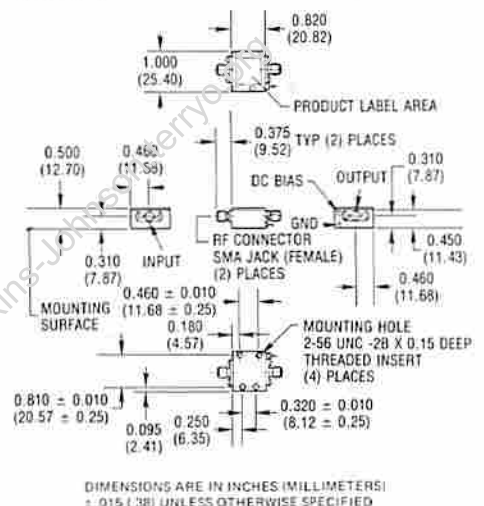 0.820
(20.82)
1.000
(25.40)
PRODUCT LABEL AREA
0.375
(9.52)
TYP (2) PLACES
0.500
(12.70)
0.460
(11.68)
DC BIAS
OUTPUT
0.310
(7.87)
GND
RF CONNECTOR
SMA JACK (FEMALE)
(2) PLACES
0.310
(7.87)
INPUT
0.450
(11.43)
0.460
(11.68)
MOUNTING
SURFACE
0.460 ± 0.010
(11.68 ± 0.25)
0.180
(4.57)
MOUNTING HOLE
2-56 UNC -2B X 0.15 DEEP
THREADED INSERT
(4) PLACES
0.810 ± 0.010
(20.57 ± 0.25)
0.095
(2.41)
0.250
(6.35)
0.320 ± 0.010
(8.12 ± 0.25)
DIMENSIONS ARE IN INCHES (MILLIMETERS)
± .015 (.38) UNLESS OTHERWISE SPECIFIED